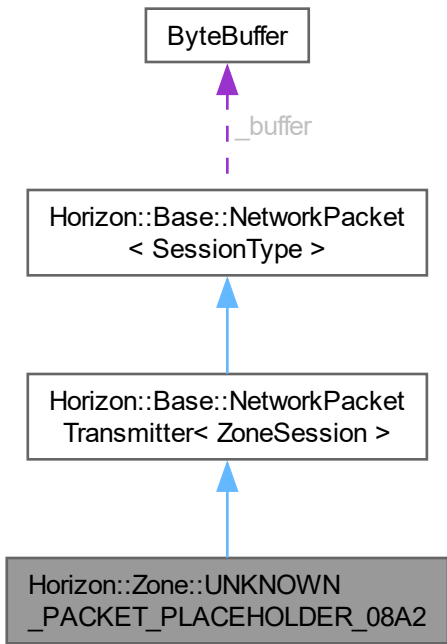 ByteBuffer
_buffer
Horizon::Base::NetworkPacket
< SessionType >
Horizon::Base::NetworkPacket
Transmitter< ZoneSession >
Horizon::Zone::UNKNOWN
_PACKET_PLACEHOLDER_08A2